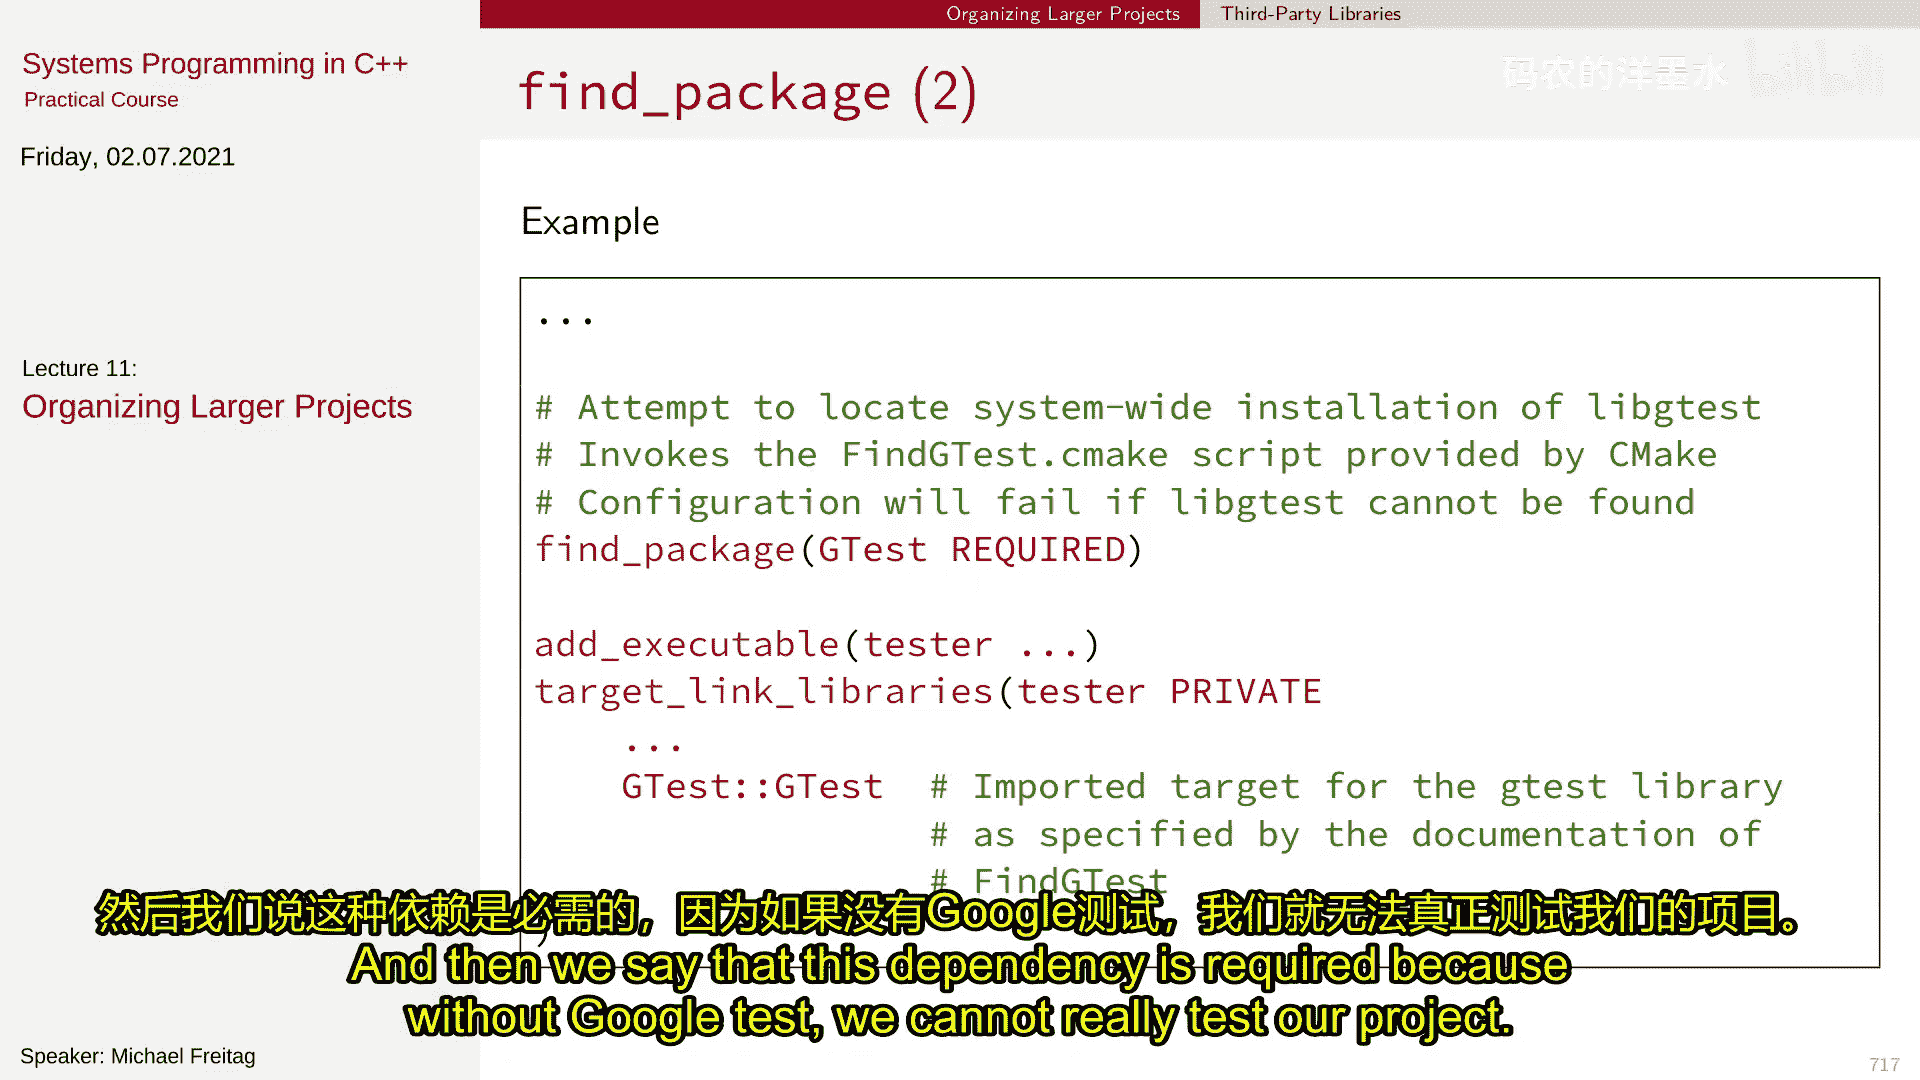 Organizing Larger Projects
Third-Party Libraries
Systems Programming in C++
Practical Course
Friday, 02.07.2021
Lecture 11:
Organizing Larger Projects
Speaker: Michael Freitag
find_package (2)
码农的洋墨水 bilibili
Example
...
# Attempt to locate system-wide installation of libgtest
# Invokes the FindGTest.cmake script provided by CMake
# Configuration will fail if libgtest cannot be found
find_package(GTest REQUIRED)
add_executable(tester ...)
target_link_libraries(tester PRIVATE
...
GTest::GTest # Imported target for the gtest library
# as specified by the documentation of
# FindGTest
)
然后我们说这种依赖是必需的，因为如果没有Google测试，我们就无法真正测试我们的项目。
And then we say that this dependency is required because
without Google test, we cannot really test our project.
717